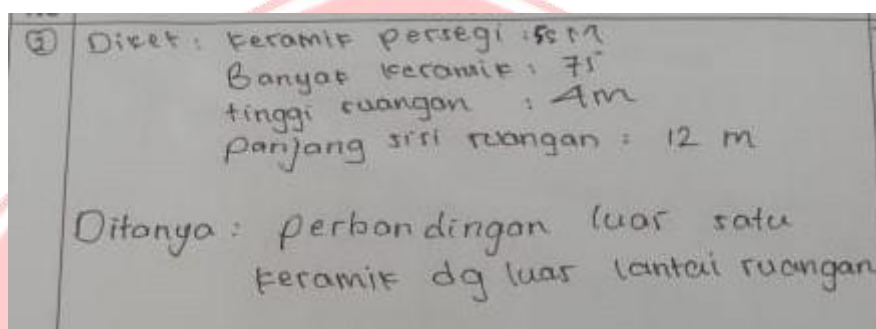 ② Diket : keramik persegi :
Banyak keramik : 75
tinggi ruangan : 4m
panjang sisi ruangan : 12 m
Ditanya : perbandingan luas satu
keramik dg luas lantai ruangan